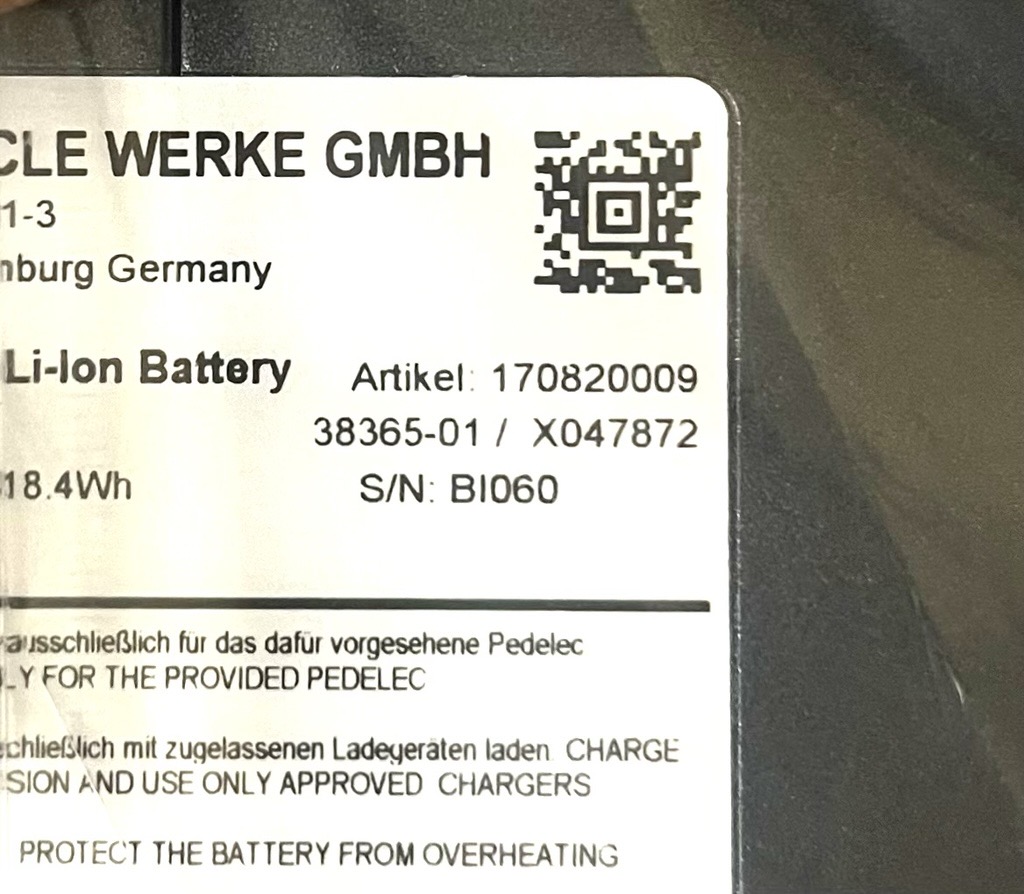 CLE WERKE GMBH
1-3
nburg Germany
Li-Ion Battery Artikel: 170820009
38365-01 / X047872
18.4Wh S/N: BI060
ausschließlich für das dafür vorgesehene Pedelec
LY FOR THE PROVIDED PEDELEC
chließlich mit zugelassenen Ladegeräten laden. CHARGE
SION AND USE ONLY APPROVED CHARGERS
PROTECT THE BATTERY FROM OVERHEATING